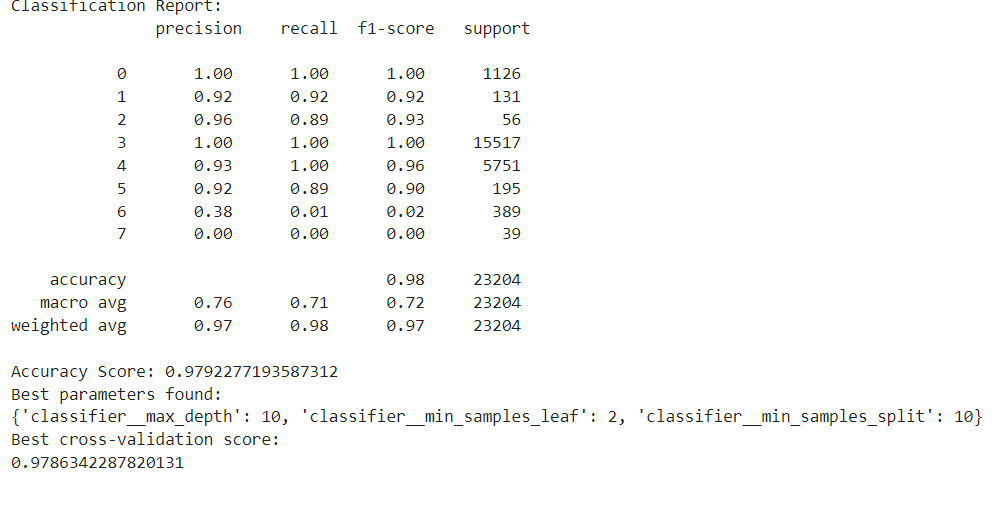 Classification Report:
precision recall f1-score support
0 1.00 1.00 1.00 1126
1 0.92 0.92 0.92 131
2 0.96 0.89 0.93 56
3 1.00 1.00 1.00 15517
4 0.93 1.00 0.96 5751
5 0.92 0.89 0.90 195
6 0.38 0.01 0.02 389
7 0.00 0.00 0.00 39
accuracy 0.98 23204
macro avg 0.76 0.71 0.72 23204
weighted avg 0.97 0.98 0.97 23204
Accuracy Score: 0.9792277193587312
Best parameters found:
{'classifier__max_depth': 10, 'classifier__min_samples_leaf': 2, 'classifier__min_samples_split': 10}
Best cross-validation score:
0.9786342287820131